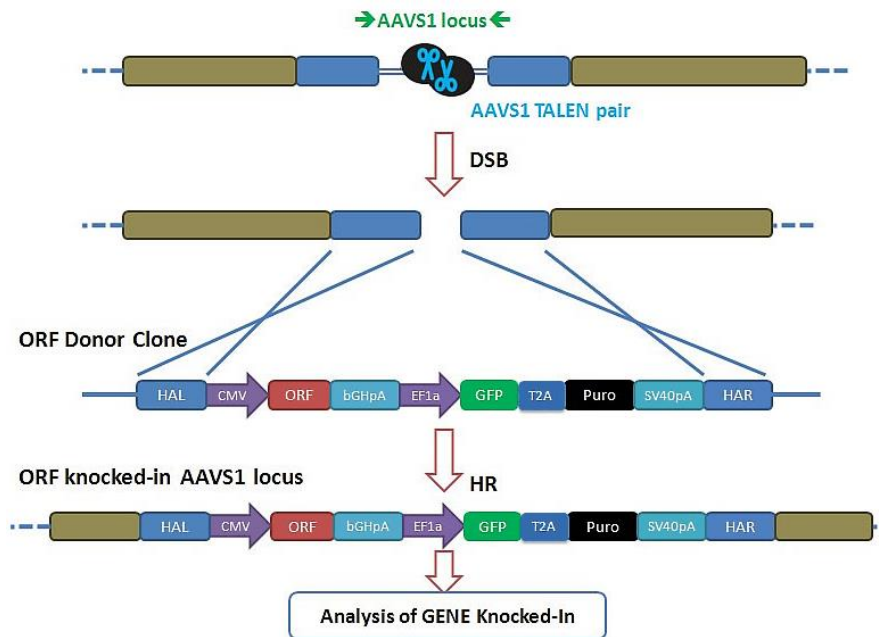 AAVS1 locus
AAVS1 TALEN pair
DSB
ORF Donor Clone
HAL CMV ORF bGHpA EF1a GFP T2A Puro SV40pA HAR
ORF knocked-in AAVS1 locus
HR
HAL CMV ORF bGHpA EF1a GFP T2A Puro SV40pA HAR
Analysis of GENE Knocked-In